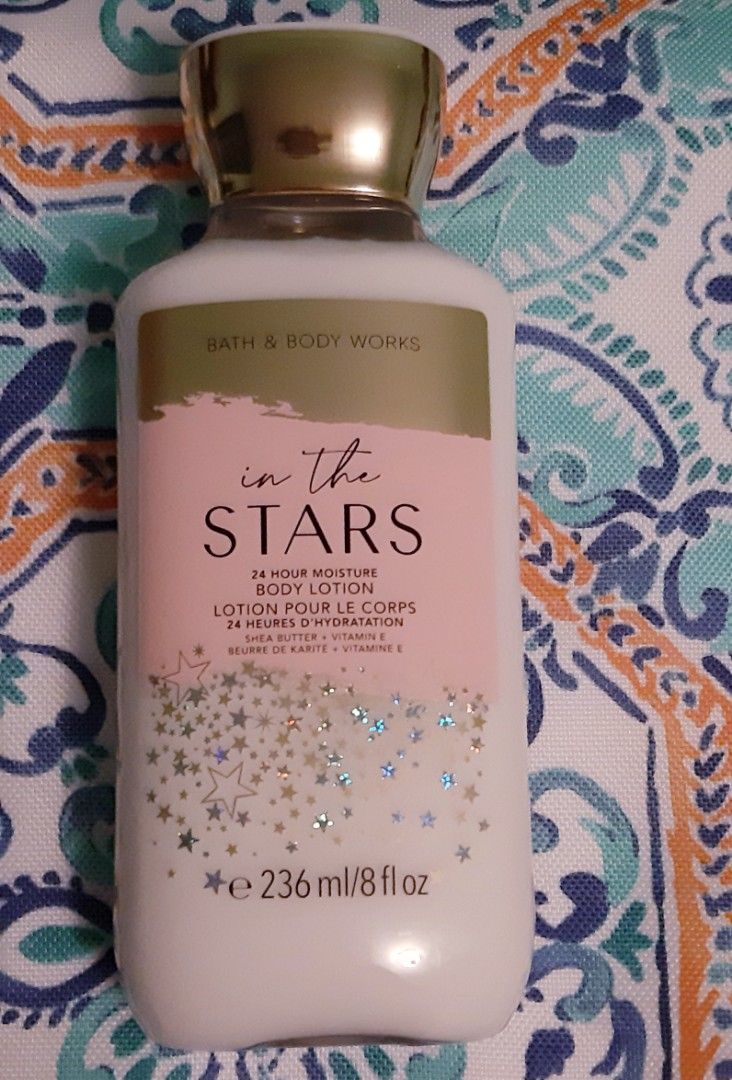 BATH & BODY WORKS
in the
STARS
24 HOUR MOISTURE
BODY LOTION
LOTION POUR LE CORPS
24 HEURES D'HYDRATATION
SHEA BUTTER + VITAMIN E
BEURRE DE KARITÉ + VITAMINE E
℮ 236 ml/8 fl oz